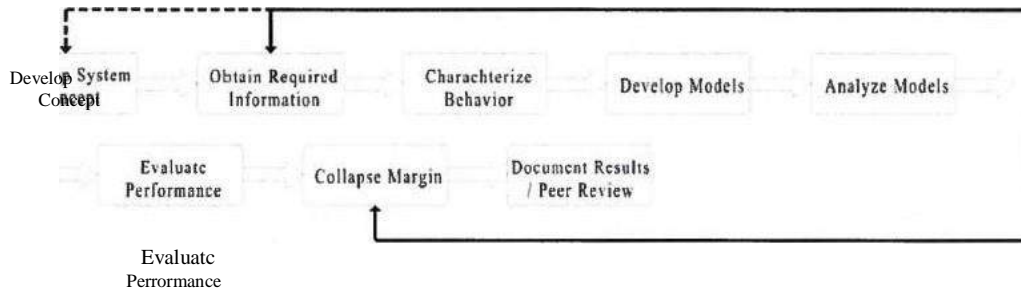 Develop System
Concept
Obtain Required
Information
Charachterize
Behavior
Develop Models
Analyze Models
Evaluatc
Performance
Collapse Margin
Document Results
/ Peer Review
Evaluatc
Perrormance